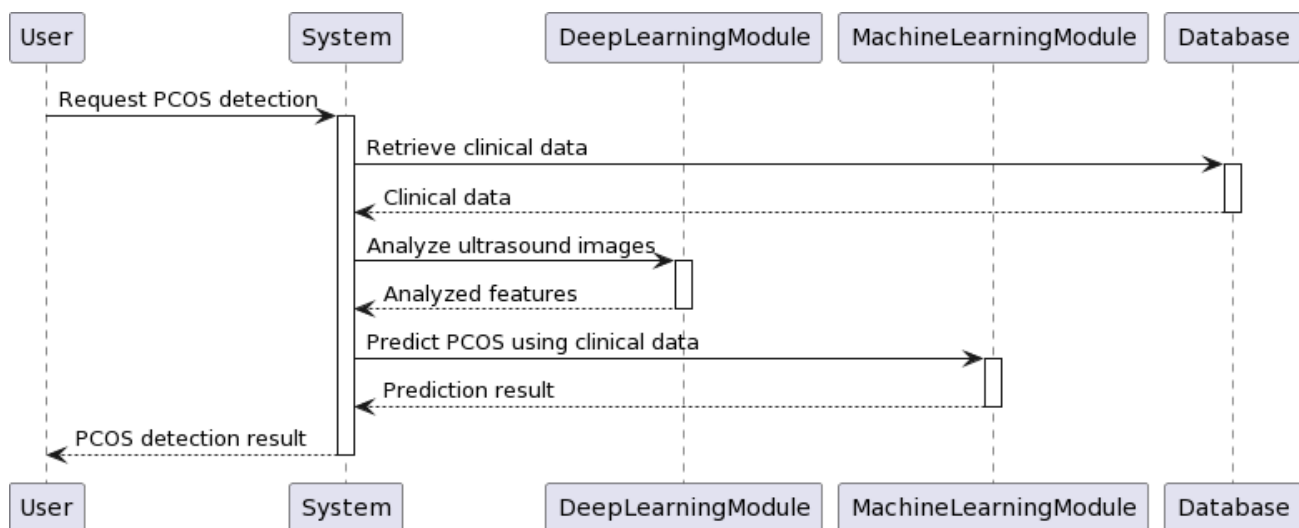 User System DeepLearningModule MachineLearningModule Database
Request PCOS detection
Retrieve clinical data
Clinical data
Analyze ultrasound images
Analyzed features
Predict PCOS using clinical data
Prediction result
PCOS detection result
User System DeepLearningModule MachineLearningModule Database